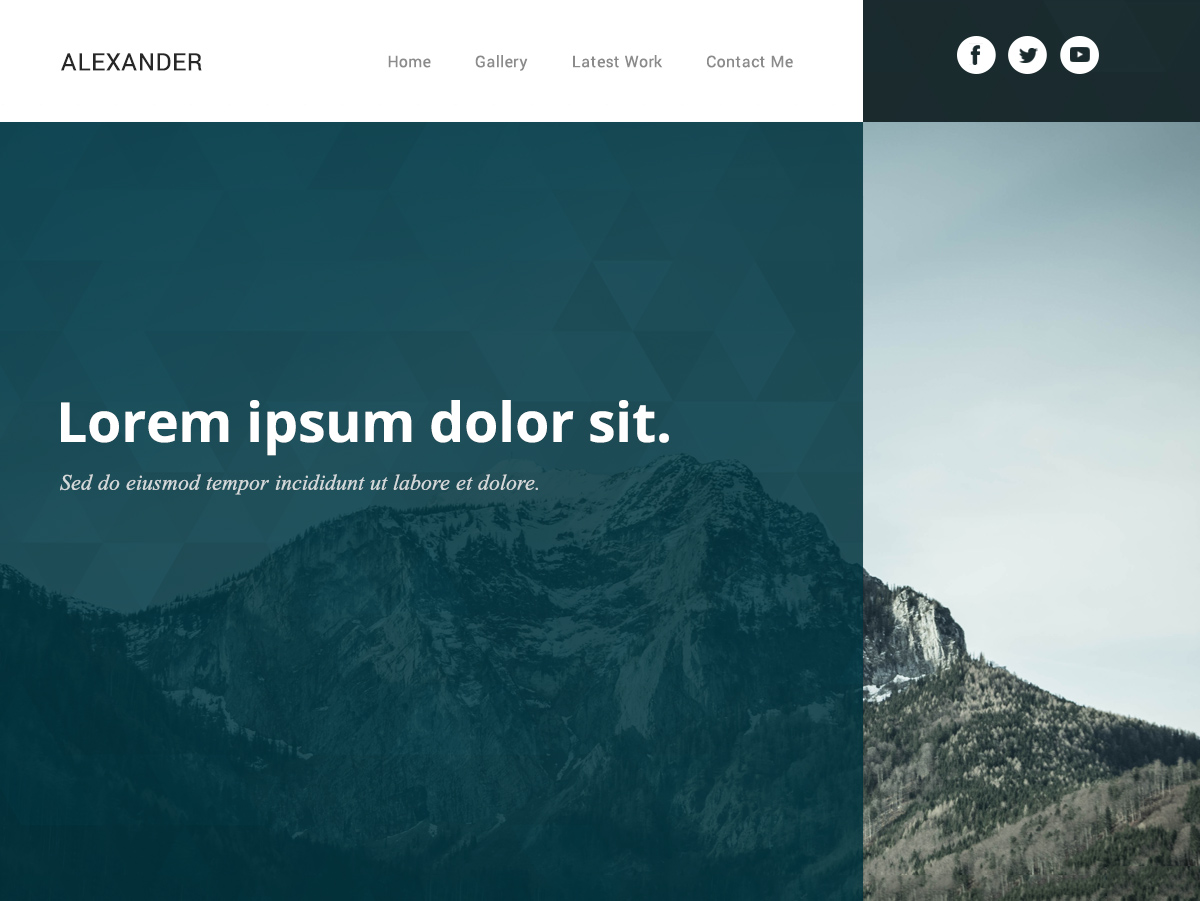 ALEXANDER
Home Gallery Latest Work Contact Me
Lorem ipsum dolor sit.
Sed do eiusmod tempor incididunt ut labore et dolore.